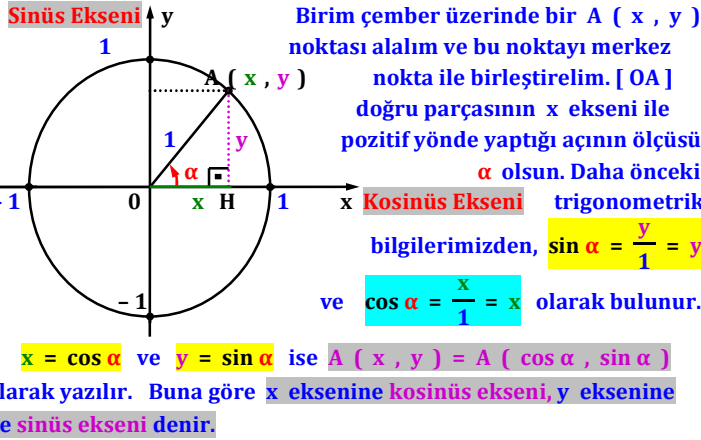 Sinüs Ekseni y
Birim çember üzerinde bir A ( x , y )
1
noktası alalım ve bu noktayı merkez
A ( x , y )
nokta ile birleştirelim. [ OA ]
doğru parçasının x ekseni ile
1 y
pozitif yönde yaptığı açının ölçüsü
α
α olsun. Daha önceki
- 1 0 x H 1 x Kosinüs Ekseni trigonometrik
bilgilerimizden, sin α = y/1 = y
– 1
ve cos α = x/1 = x olarak bulunur.
x = cos α ve y = sin α ise A ( x , y ) = A ( cos α , sin α )
larak yazılır. Buna göre x eksenine kosinüs ekseni, y eksenine
e sinüs ekseni denir.